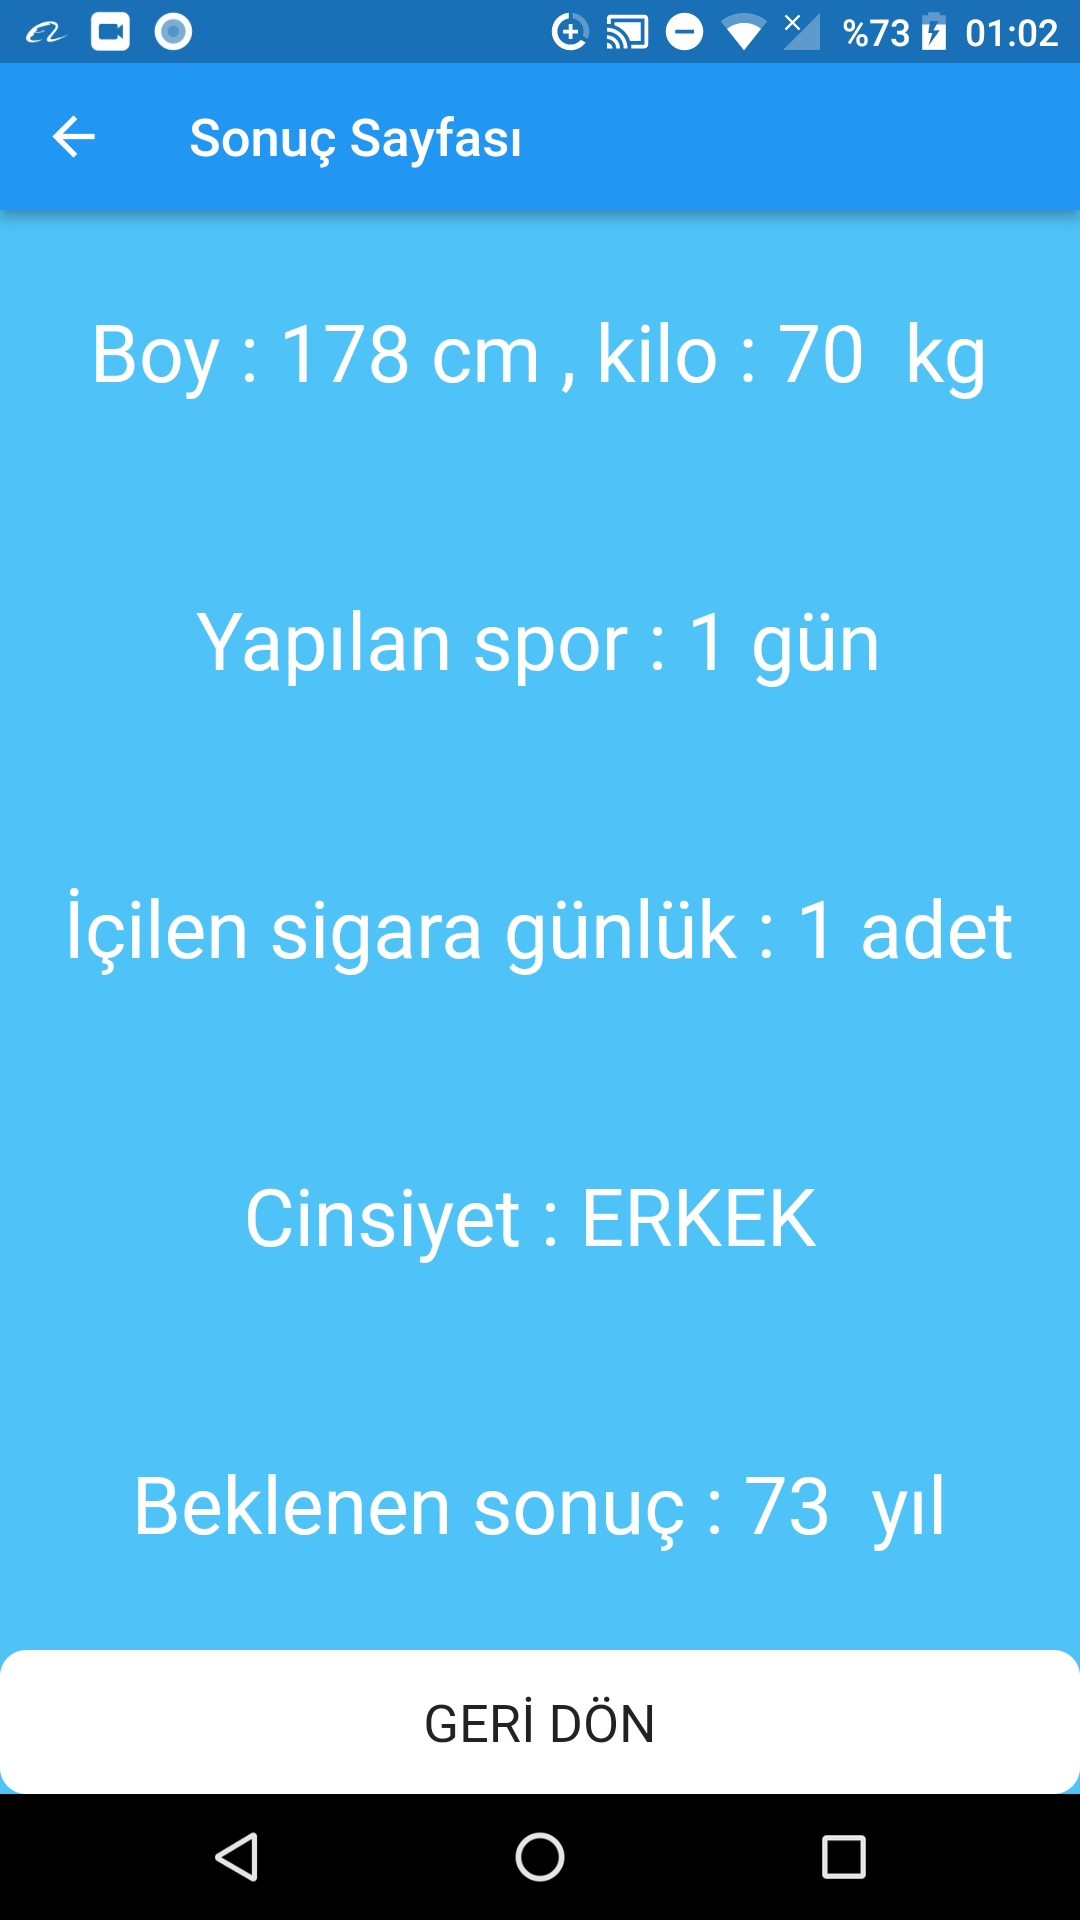 %73 01:02
Sonuç Sayfası
Boy : 178 cm , kilo : 70  kg
Yapılan spor : 1 gün
İçilen sigara günlük : 1 adet
Cinsiyet : ERKEK
Beklenen sonuç : 73  yıl
GERİ DÖN